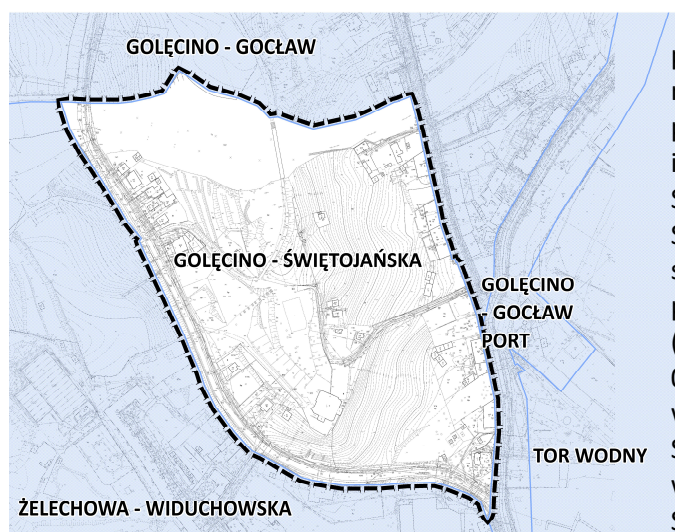 GOLĘCINO - GOCŁAW
GOLĘCINO - ŚWIĘTOJAŃSKA
GOLĘCINO
- GOCŁAW
PORT
TOR WODNY
ŻELECHOWA - WIDUCHOWSKA